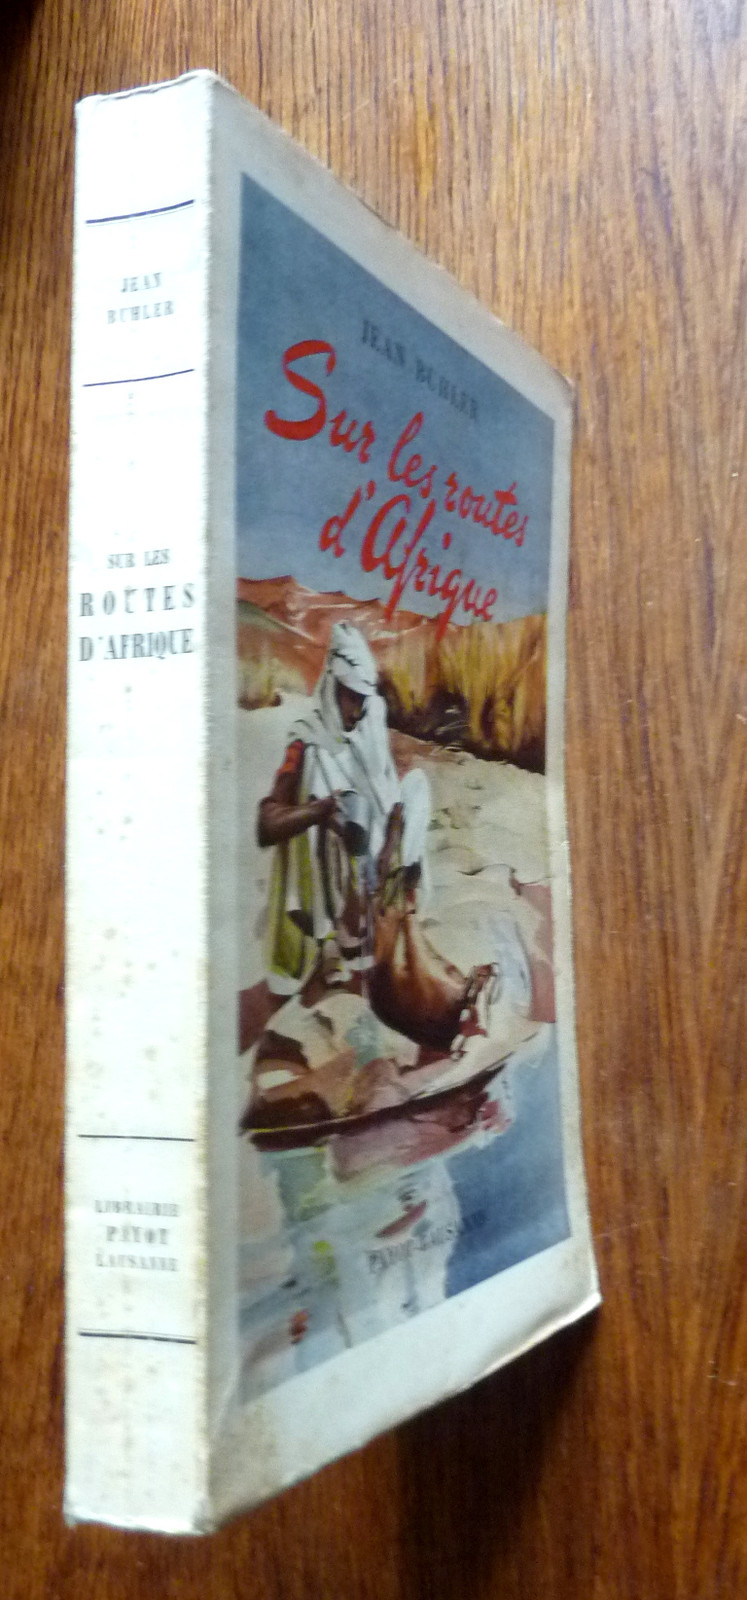 JEAN
BUHLER
SUR LES
ROUTES
D'AFRIQUE
LIBRAIRIE
PAYOT
LAUSANNE
JEAN BUHLER
Sur les routes
d'Afrique
PAYOT LAUSANNE